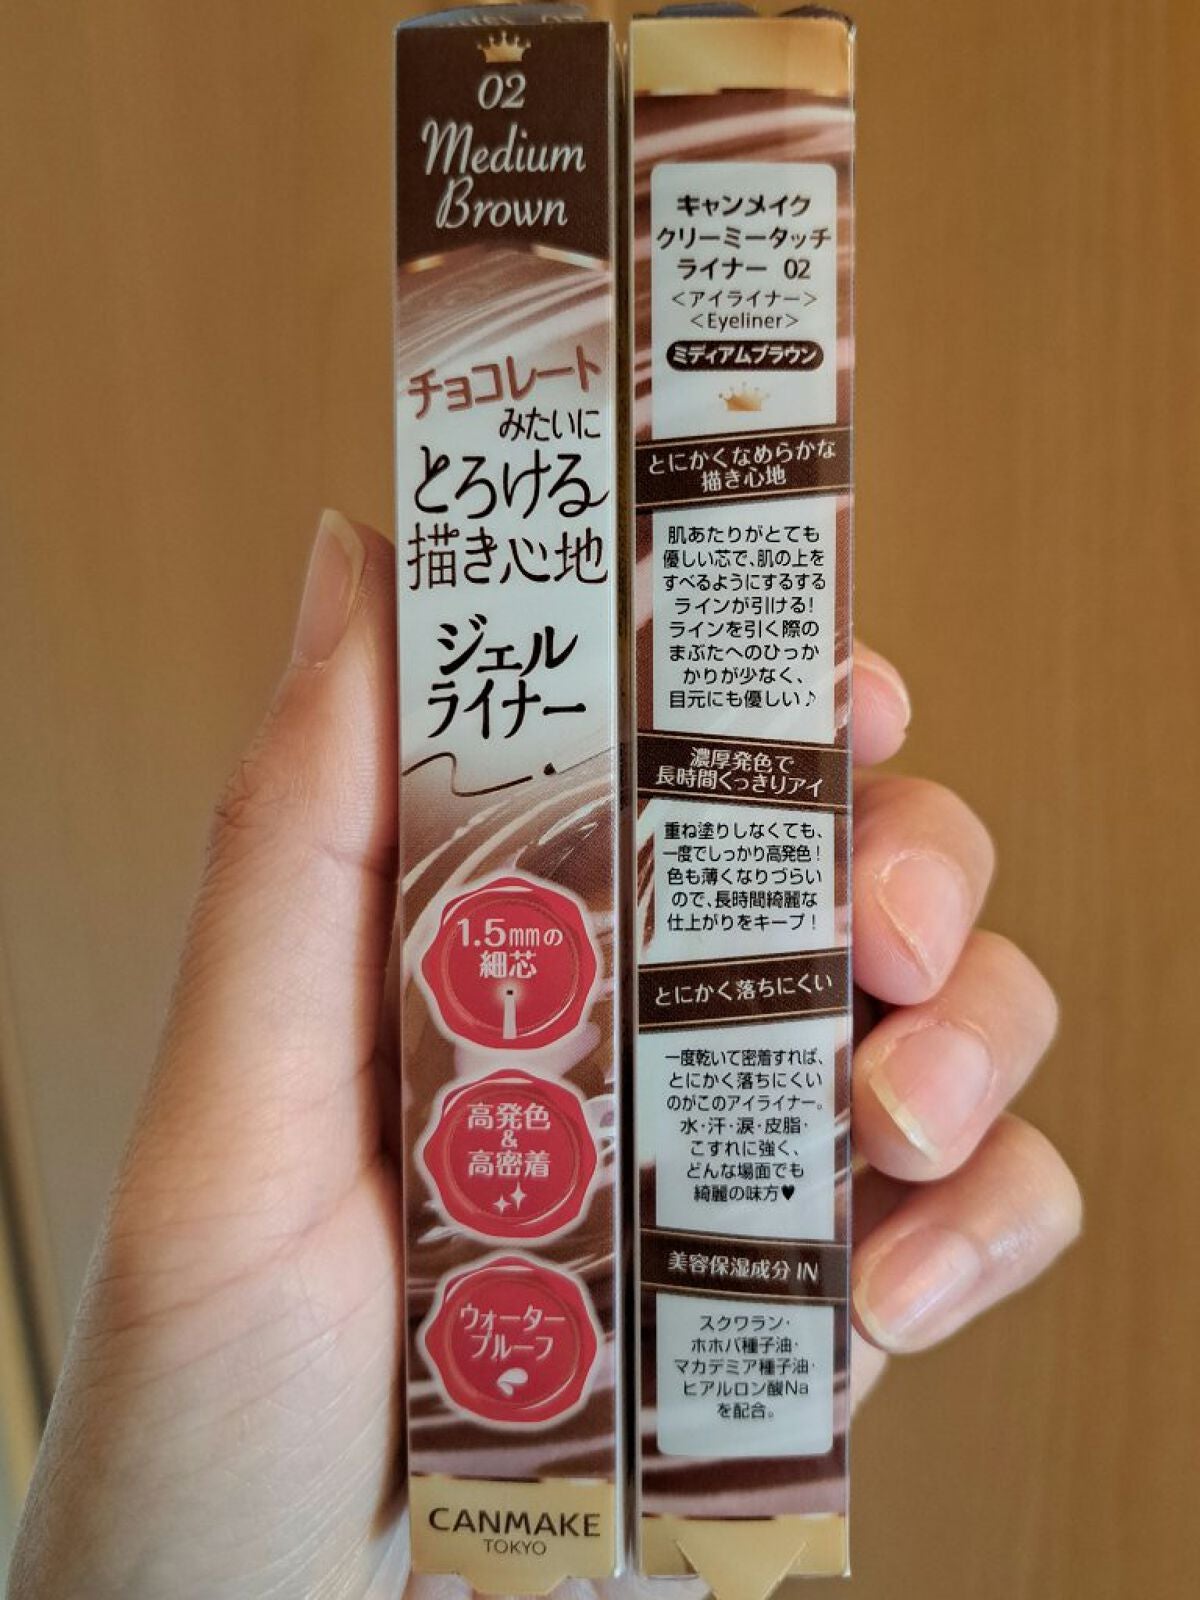 02
Medium
Brown
チョコレート
みたいに
とろける
描き心地
ジェル
ライナー
1.5mmの
細芯
高発色
&
高密着
ウォーター
プルーフ
CANMAKE
TOKYO
キャンメイク
クリーミータッチ
ライナー 02
<アイライナー>
<Eyeliner>
ミディアムブラウン
とにかくなめらかな
描き心地
肌あたりがとても
優しい芯で、肌の上を
すべるようにするする
ラインが引ける!
ラインを引く際の
まぶたへのひっか
かりが少なく、
目元にも優しい♪
濃厚発色で
長時間くっきりアイ
重ね塗りしなくても、
一度でしっかり高発色!
色も薄くなりづらい
ので、長時間綺麗な
仕上がりをキープ!
とにかく落ちにくい
一度乾いて密着すれば、
とにかく落ちにくい
のがこのアイライナー。
水・汗・涙・皮脂・
こすれに強く、
どんな場面でも
綺麗の味方♥
美容保湿成分 IN
スクワラン・
ホホバ種子油・
マカデミア種子油・
ヒアルロン酸Na
を配合。